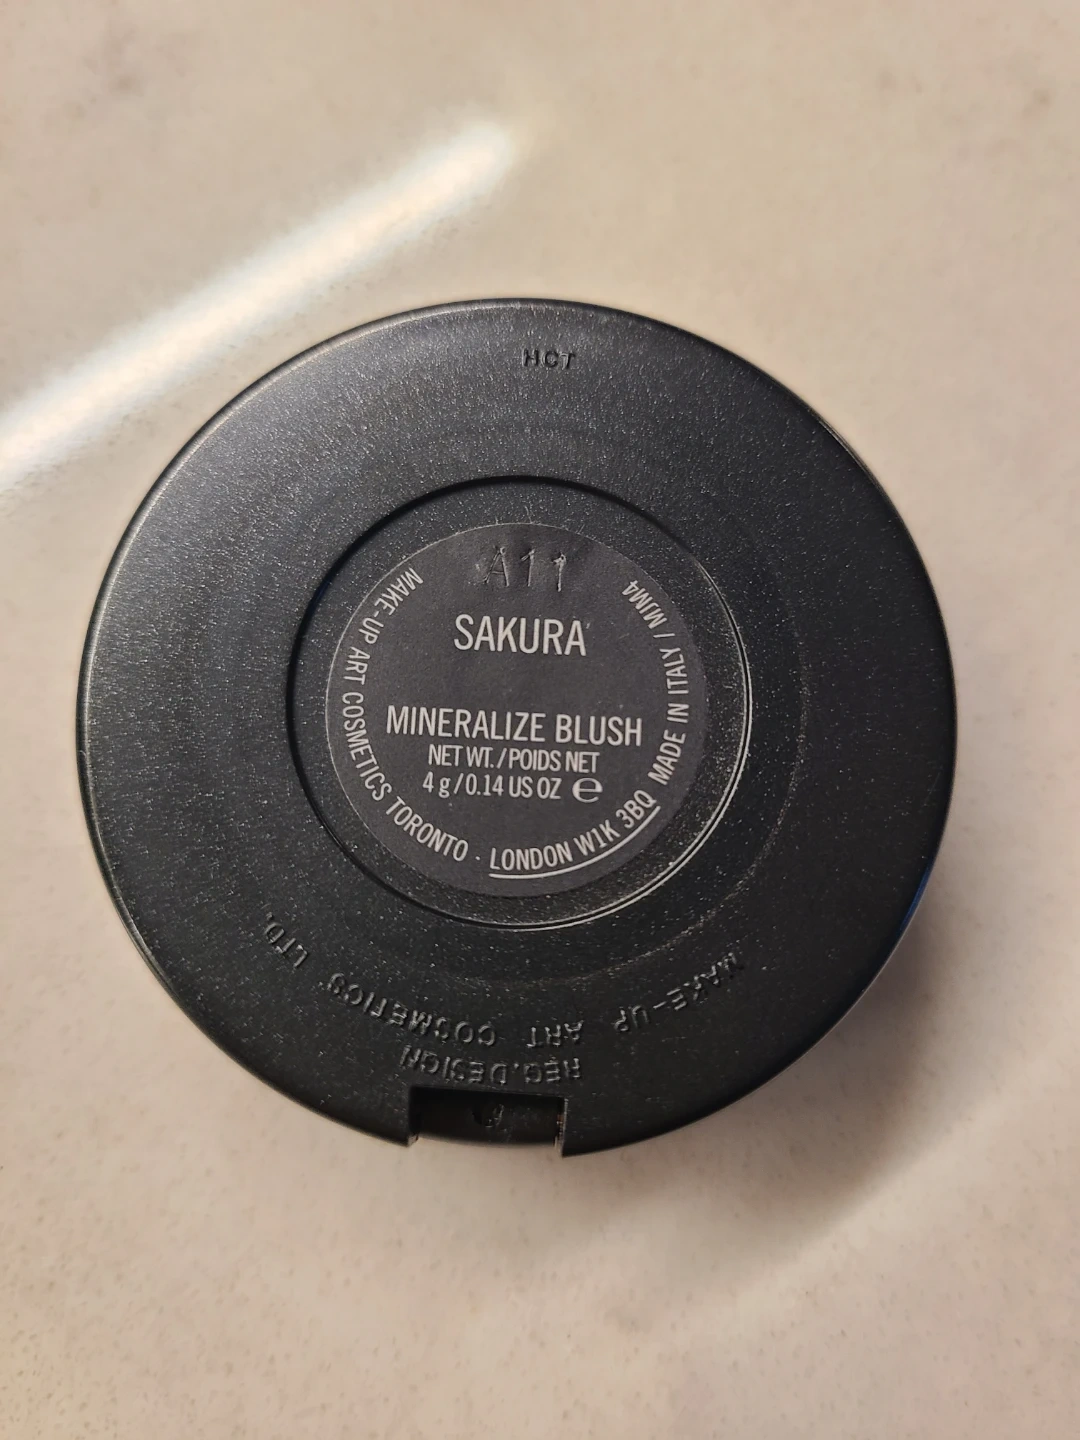 HCT
A11
SAKURA
MINERALIZE BLUSH
NET WT./POIDS NET
4 g/0.14 US OZ ℮
MAKE-UP ART COSMETICS TORONTO · LONDON W1K 3BQ MADE IN ITALY / MJM4
MAKE-UP ART COSMETICS LTD.
REG.DESIGN